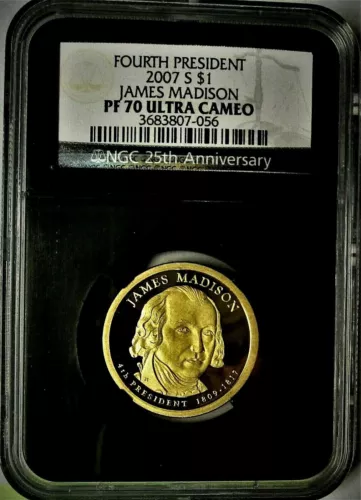 FOURTH PRESIDENT
2007 S $1
JAMES MADISON
PF 70 ULTRA CAMEO
3683807-056
NGC 25th Anniversary
JAMES MADISON
4th PRESIDENT 1809-1817